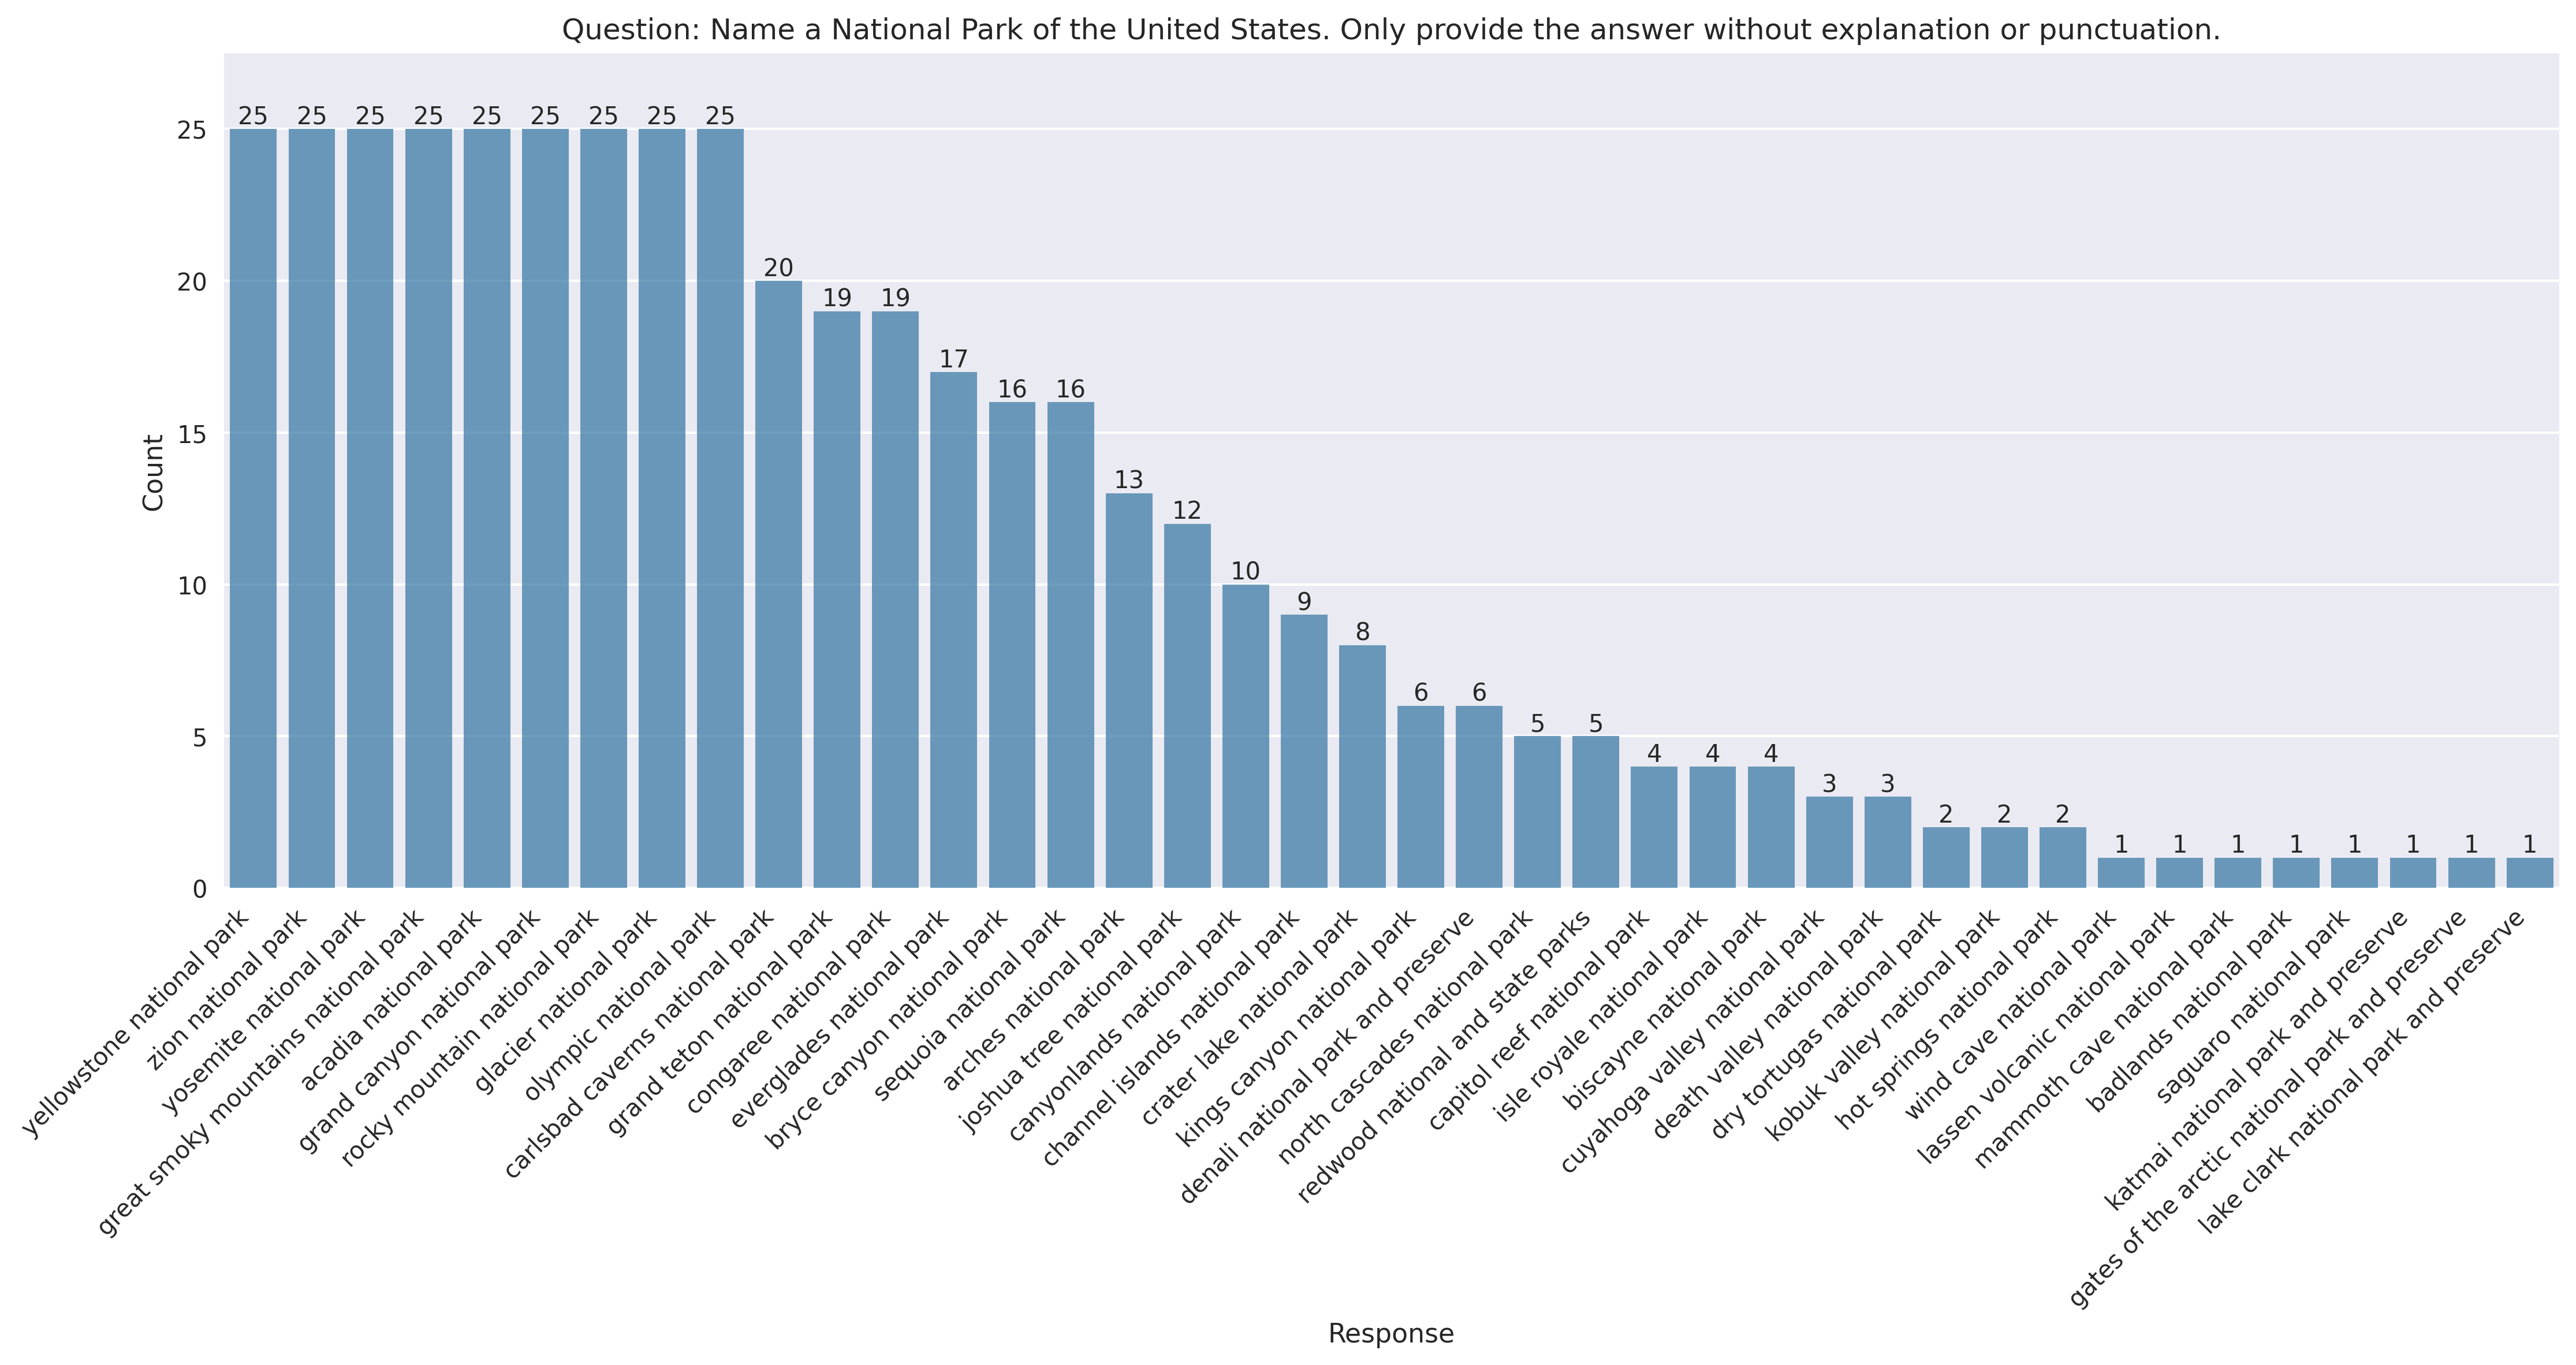 Question: Name a National Park of the United States. Only provide the answer without explanation or punctuation.
Count
25
20
15
10
5
0
25
25
25
25
25
25
25
25
25
20
19
19
17
16
16
13
12
10
9
8
6
6
5
5
4
4
4
3
3
2
2
2
1
1
1
1
1
1
1
1
yellowstone national park
zion national park
yosemite national park
great smoky mountains national park
acadia national park
grand canyon national park
rocky mountain national park
glacier national park
olympic national park
carlsbad caverns national park
grand teton national park
congaree national park
everglades national park
bryce canyon national park
sequoia national park
arches national park
joshua tree national park
canyonlands national park
channel islands national park
crater lake national park
kings canyon national park
denali national park and preserve
north cascades national park
redwood national and state parks
capitol reef national park
isle royale national park
biscayne national park
cuyahoga valley national park
death valley national park
dry tortugas national park
kobuk valley national park
hot springs national park
wind cave national park
lassen volcanic national park
mammoth cave national park
badlands national park
saguaro national park
katmai national park and preserve
gates of the arctic national park and preserve
lake clark national park and preserve
Response